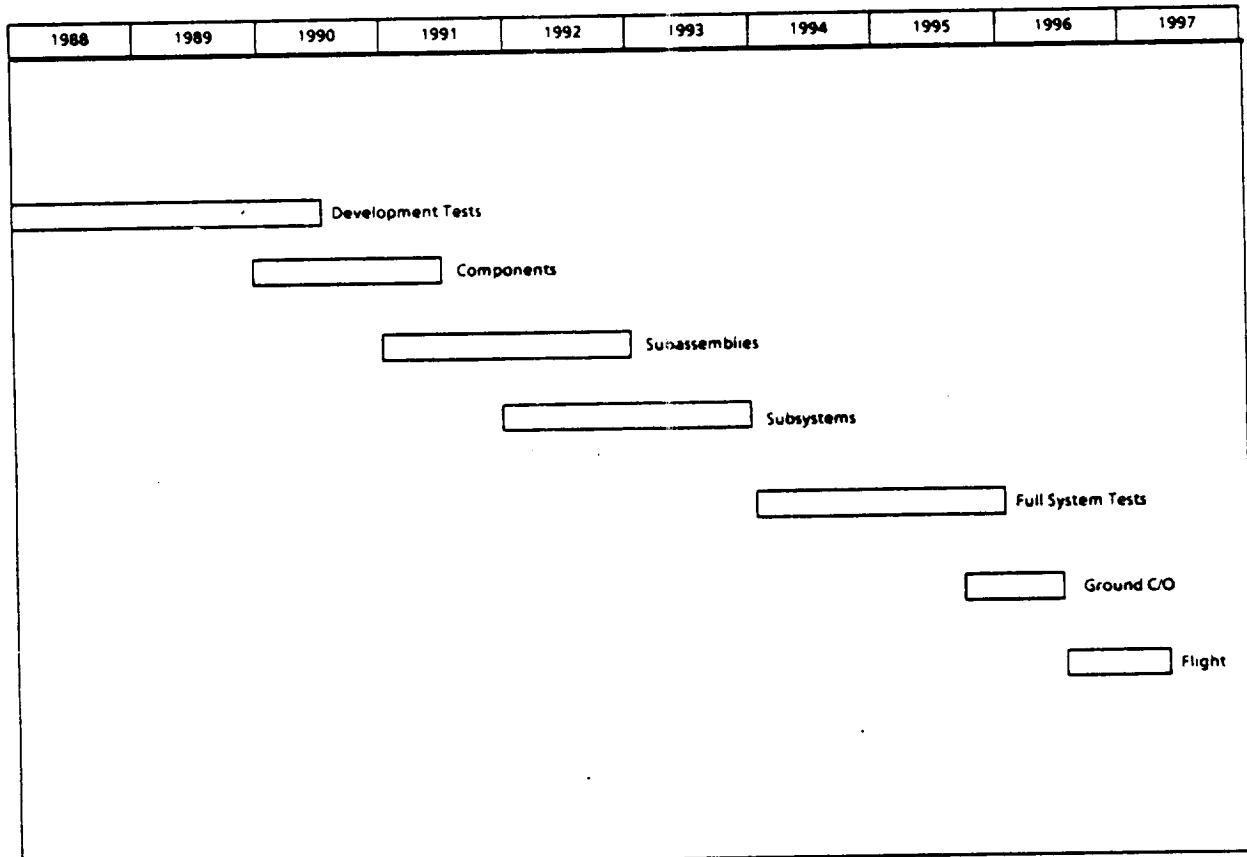 1988 1989 1990 1991 1992 1993 1994 1995 1996 1997
Development Tests
Components
Subassemblies
Subsystems
Full System Tests
Ground C/O
Flight